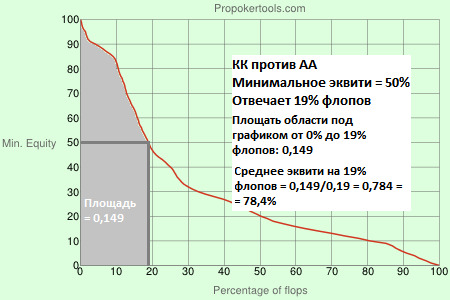 Propokertools.com
100
90
80
70
60
50
40
30
20
10
0
Min. Equity
КК против АА
Минимальное эквити = 50%
Отвечает 19% флопов
Площать области под
графиком от 0% до 19%
флопов: 0,149
Среднее эквити на 19%
флопов = 0,149/0,19 = 0,784 =
= 78,4%
Площадь
= 0,149
0 10 20 30 40 50 60 70 80 90 100
Percentage of flops